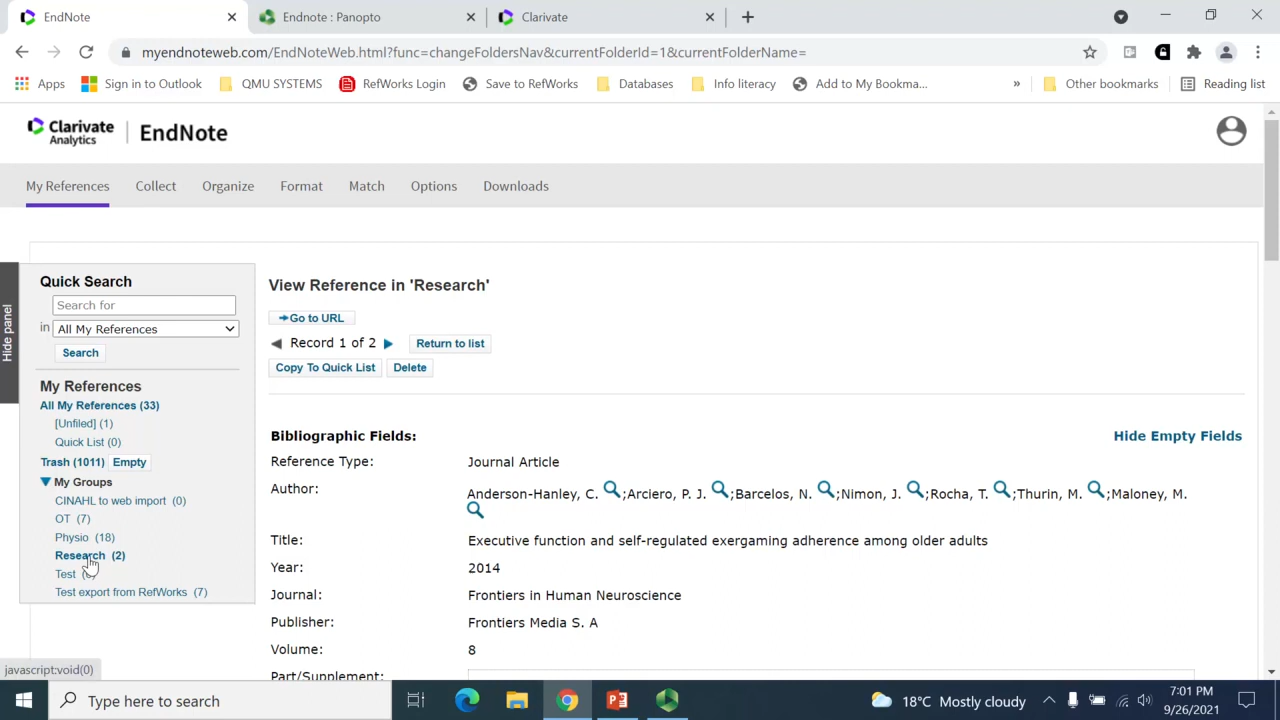 EndNote
Endnote : Panopto
Clarivate
myendnoteweb.com/EndNoteWeb.html?func=changeFoldersNav&currentFolderId=1&currentFolderName=
Apps Sign in to Outlook QMU SYSTEMS RefWorks Login Save to RefWorks Databases Info literacy Add to My Bookma... » Other bookmarks Reading list
Clarivate Analytics EndNote
My References Collect Organize Format Match Options Downloads
Hide panel
Quick Search
Search for
in All My References
Search
My References
All My References (33)
[Unfiled] (1)
Quick List (0)
Trash (1011) Empty
My Groups
CINAHL to web import (0)
OT (7)
Physio (18)
Research (2)
Test
Test export from RefWorks (7)
View Reference in 'Research'
Go to URL
Record 1 of 2 Return to list
Copy To Quick List Delete
Bibliographic Fields: Hide Empty Fields
Reference Type: Journal Article
Author: Anderson-Hanley, C. ;Arciero, P. J. ;Barcelos, N. ;Nimon, J. ;Rocha, T. ;Thurin, M. ;Maloney, M.
Title: Executive function and self-regulated exergaming adherence among older adults
Year: 2014
Journal: Frontiers in Human Neuroscience
Publisher: Frontiers Media S. A
Volume: 8
Part/Supplement:
javascript:void(0)
Type here to search
18°C Mostly cloudy
7:01 PM
9/26/2021